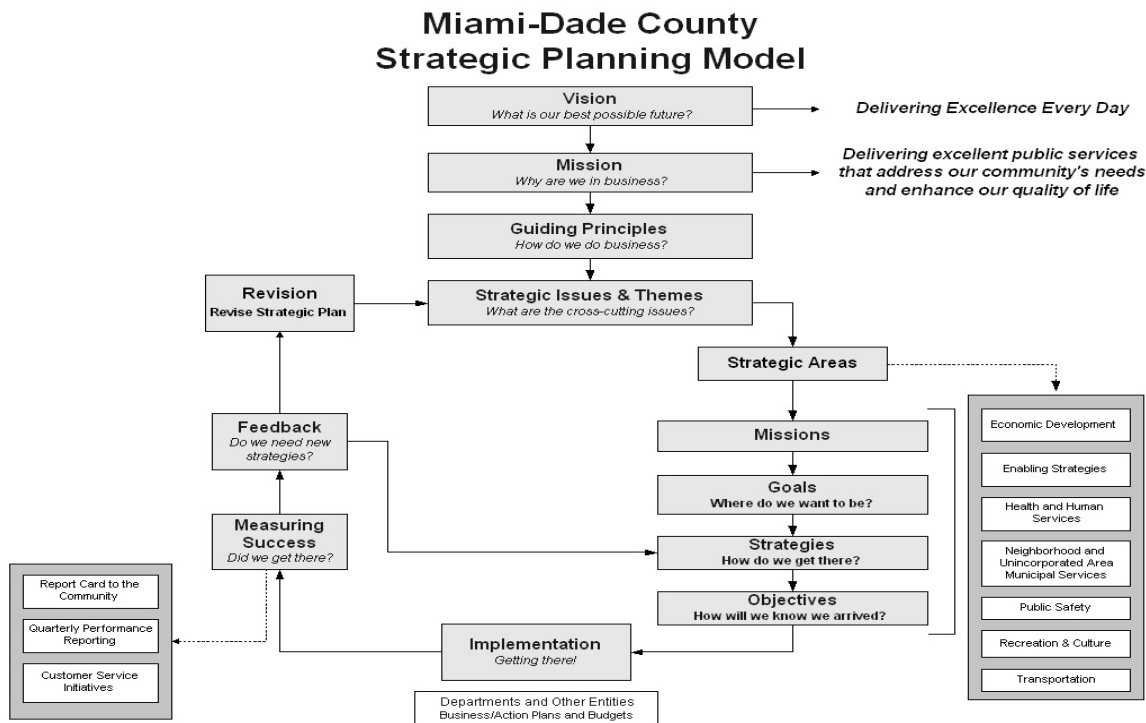 Miami-Dade County
Strategic Planning Model
Vision
What is our best possible future?
Delivering Excellence Every Day
Mission
Why are we in business?
Delivering excellent public services
that address our community's needs
and enhance our quality of life
Guiding Principles
How do we do business?
Revision
Revise Strategic Plan
Strategic Issues & Themes
What are the cross-cutting issues?
Strategic Areas
Feedback
Do we need new
strategies?
Missions
Goals
Where do we want to be?
Measuring
Success
Did we get there?
Strategies
How do we get there?
Objectives
How will we know we arrived?
Implementation
Getting there!
Departments and Other Entities
Business/Action Plans and Budgets
Report Card to the
Community
Quarterly Performance
Reporting
Customer Service
Initiatives
Economic Development
Enabling Strategies
Health and Human
Services
Neighborhood and
Unincorporated Area
Municipal Services
Public Safety
Recreation & Culture
Transportation